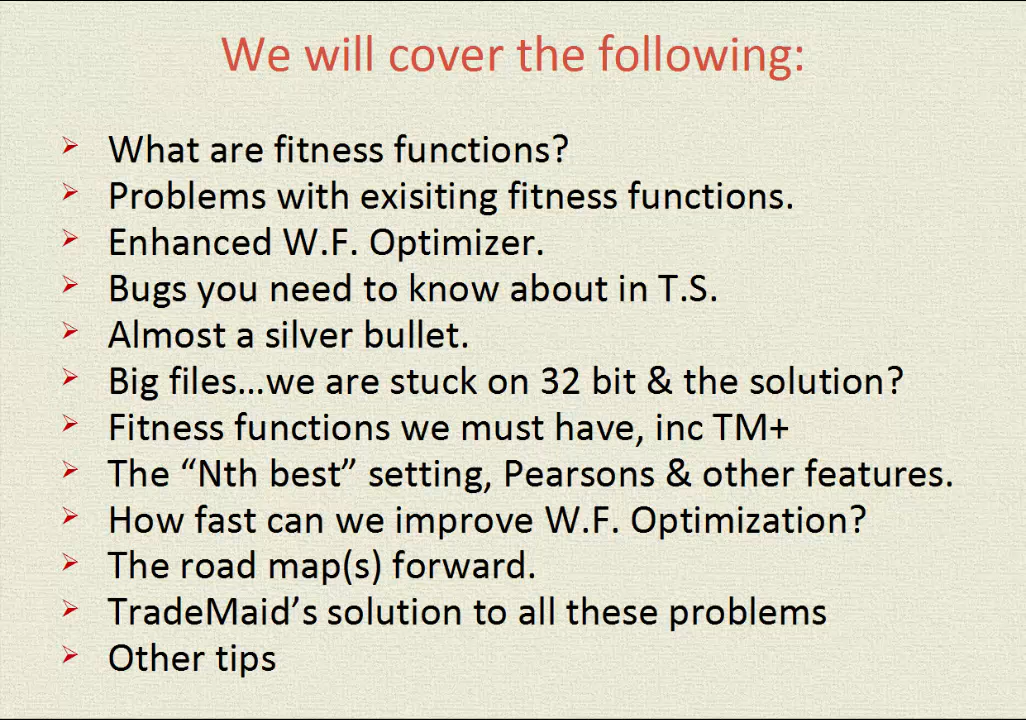 We will cover the following:
What are fitness functions?
Problems with exisiting fitness functions.
Enhanced W.F. Optimizer.
Bugs you need to know about in T.S.
Almost a silver bullet.
Big files...we are stuck on 32 bit & the solution?
Fitness functions we must have, inc TM+
The “Nth best” setting, Pearsons & other features.
How fast can we improve W.F. Optimization?
The road map(s) forward.
TradeMaid’s solution to all these problems
Other tips